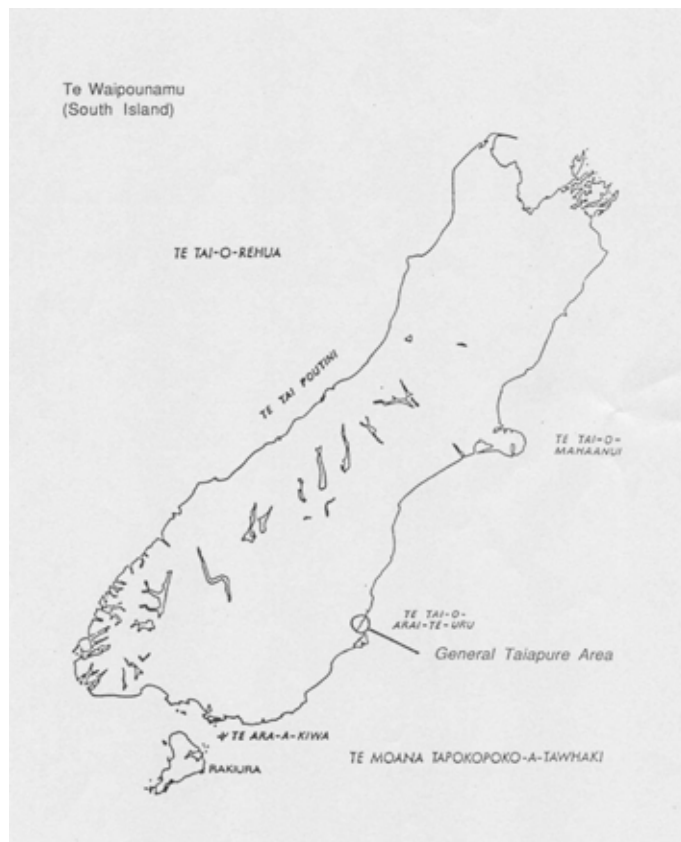 Te Waipounamu
(South Island)
TE TAI-O-REHUA
TE TAI POUTINI
TE TAI-O-
MAHAANUI
TE TAI-O-
ARAI-TE-URU
General Taiapure Area
TE ARA-A-KIWA
TE MOANA TAPOKOPOKO-A-TAWHAKI
RAKIURA